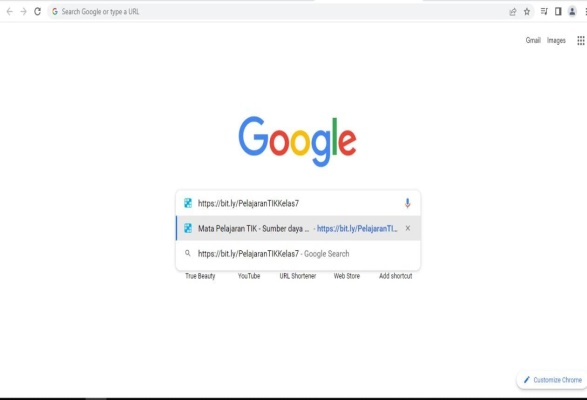 Search Google or type a URL
Gmail Images
Google
https://bit.ly/PelajaranTIKKelas7
Mata Pelajaran TIK - Sumber daya ... - https://bit.ly/PelajaranTI...
https://bit.ly/PelajaranTIKKelas7 - Google Search
True Beauty YouTube URL Shortener Web Store Add shortcut
Customize Chrome